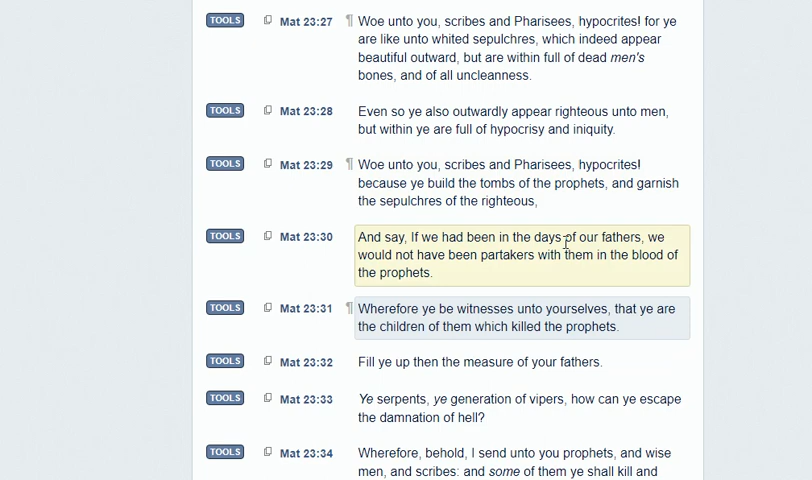 TOOLS Mat 23:27 ¶ Woe unto you, scribes and Pharisees, hypocrites! for ye
are like unto whited sepulchres, which indeed appear
beautiful outward, but are within full of dead men's
bones, and of all uncleanness.
TOOLS Mat 23:28 Even so ye also outwardly appear righteous unto men,
but within ye are full of hypocrisy and iniquity.
TOOLS Mat 23:29 ¶ Woe unto you, scribes and Pharisees, hypocrites!
because ye build the tombs of the prophets, and garnish
the sepulchres of the righteous,
TOOLS Mat 23:30 And say, If we had been in the days of our fathers, we
would not have been partakers with them in the blood of
the prophets.
TOOLS Mat 23:31 ¶ Wherefore ye be witnesses unto yourselves, that ye are
the children of them which killed the prophets.
TOOLS Mat 23:32 Fill ye up then the measure of your fathers.
TOOLS Mat 23:33 Ye serpents, ye generation of vipers, how can ye escape
the damnation of hell?
TOOLS Mat 23:34 Wherefore, behold, I send unto you prophets, and wise
men, and scribes: and some of them ye shall kill and